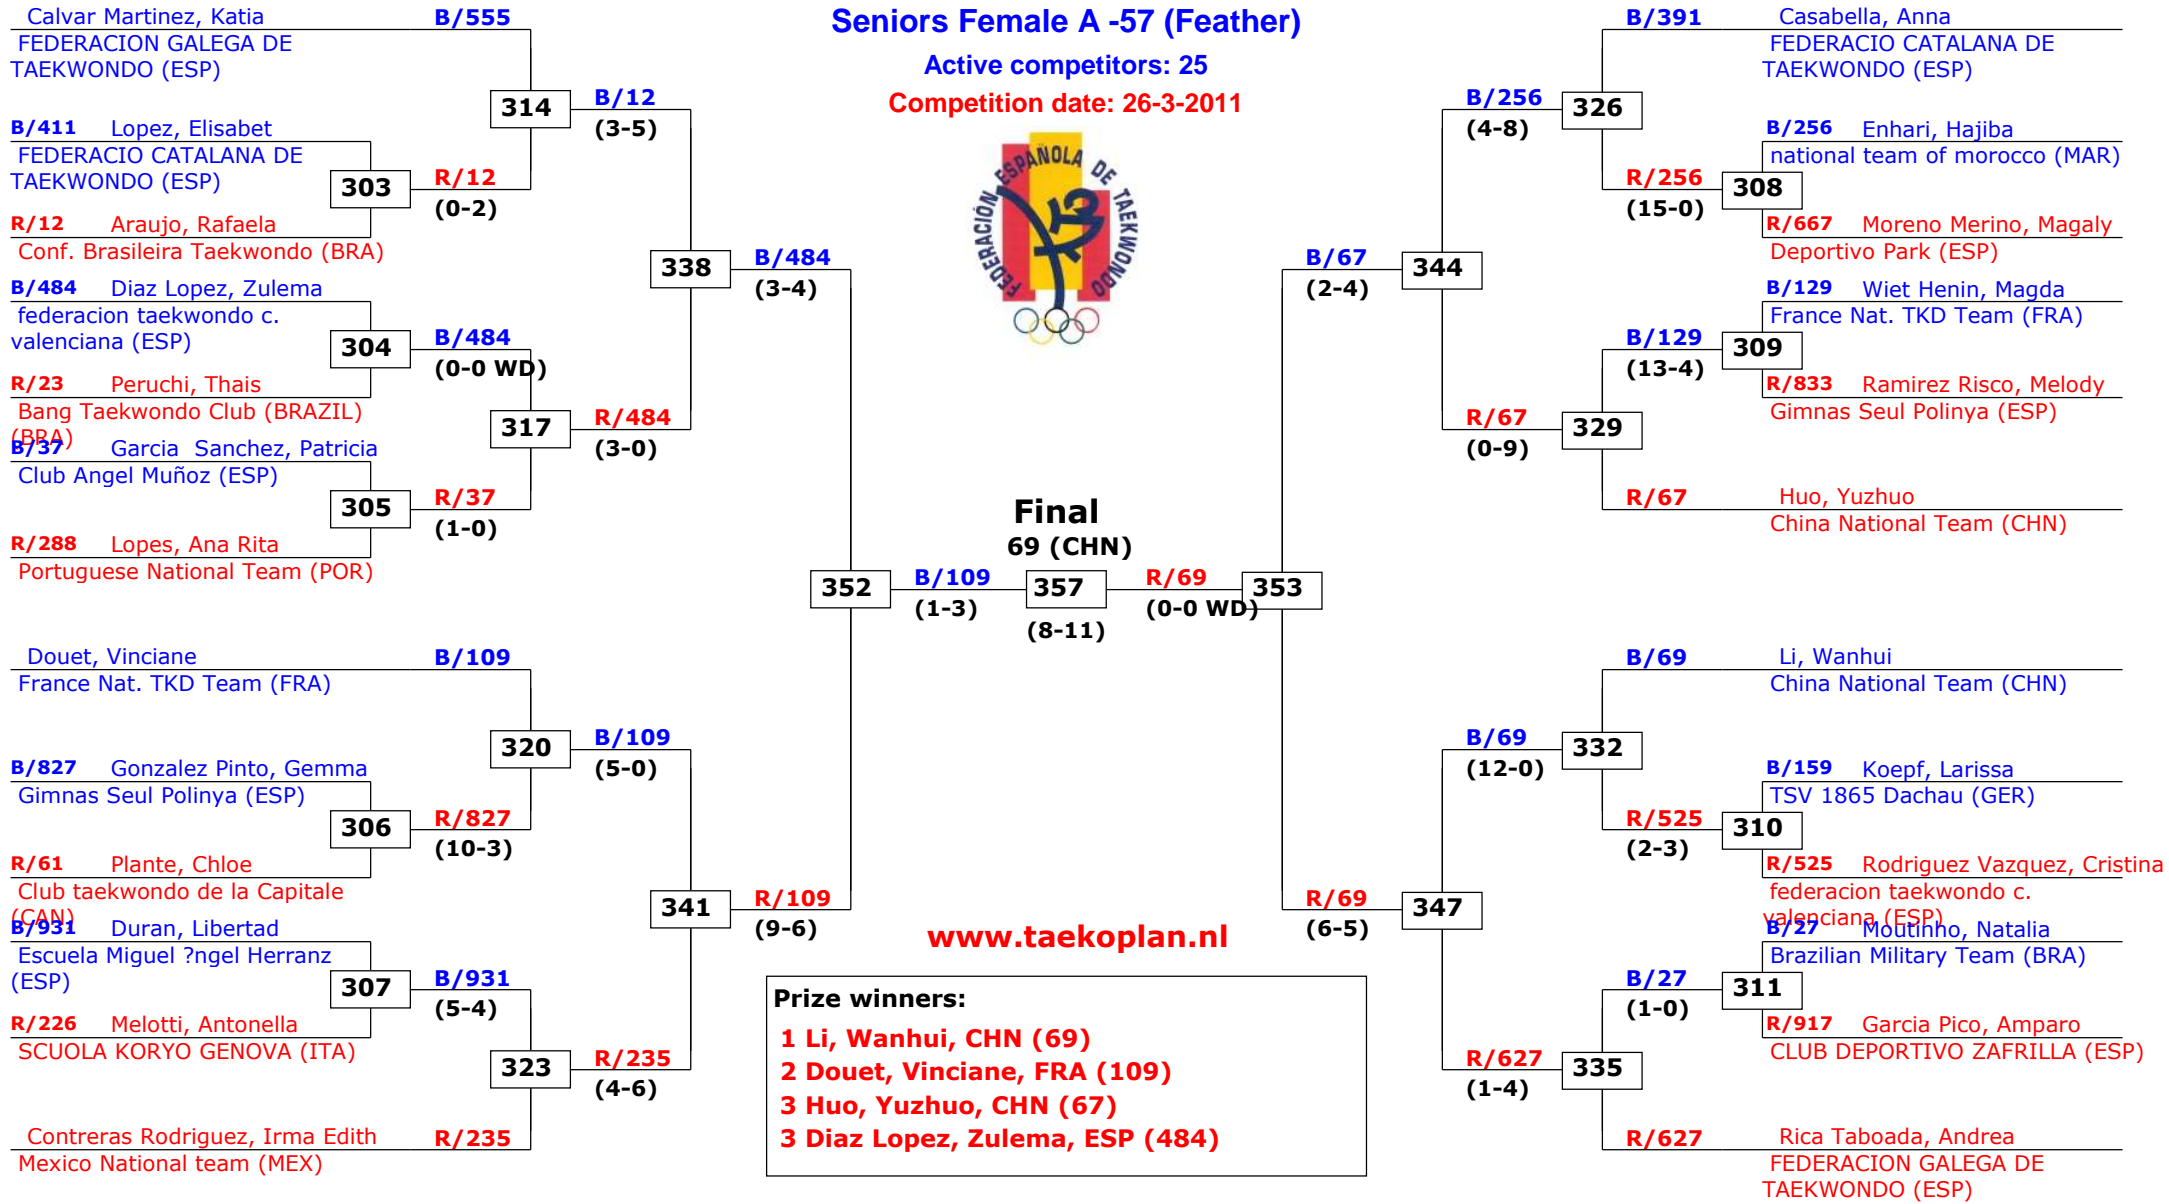 Seniors Female A -57 (Feather)
Active competitors: 25
Competition date: 26-3-2011
FEDERACIÓN ESPAÑOLA DE TAEKWONDO
Calvar Martinez, Katia
B/555
FEDERACION GALEGA DE
TAEKWONDO (ESP)
314
B/12
(3-5)
B/411 Lopez, Elisabet
FEDERACIO CATALANA DE
TAEKWONDO (ESP)
303
R/12
(0-2)
R/12 Araujo, Rafaela
Conf. Brasileira Taekwondo (BRA)
338
B/484
(3-4)
B/484 Diaz Lopez, Zulema
federacion taekwondo c.
valenciana (ESP)
304
B/484
(0-0 WD)
R/23 Peruchi, Thais
Bang Taekwondo Club (BRAZIL)
(BRA)
317
R/484
(3-0)
B/37 Garcia  Sanchez, Patricia
Club Angel Muñoz (ESP)
305
R/37
(1-0)
R/288 Lopes, Ana Rita
Portuguese National Team (POR)
352
B/109
(1-3)
Final
69 (CHN)
357
(8-11)
R/69
(0-0 WD)
353
Douet, Vinciane
B/109
France Nat. TKD Team (FRA)
320
B/109
(5-0)
B/827 Gonzalez Pinto, Gemma
Gimnas Seul Polinya (ESP)
306
R/827
(10-3)
R/61 Plante, Chloe
Club taekwondo de la Capitale
(CAN)
341
R/109
(9-6)
B/931 Duran, Libertad
Escuela Miguel ?ngel Herranz
(ESP)
307
B/931
(5-4)
R/226 Melotti, Antonella
SCUOLA KORYO GENOVA (ITA)
323
R/235
(4-6)
Contreras Rodriguez, Irma Edith
R/235
Mexico National team (MEX)
B/391
Casabella, Anna
FEDERACIO CATALANA DE
TAEKWONDO (ESP)
B/256
(4-8)
326
B/256 Enhari, Hajiba
national team of morocco (MAR)
R/256
(15-0)
308
R/667 Moreno Merino, Magaly
Deportivo Park (ESP)
B/67
(2-4)
344
B/129 Wiet Henin, Magda
France Nat. TKD Team (FRA)
B/129
(13-4)
309
R/833 Ramirez Risco, Melody
Gimnas Seul Polinya (ESP)
R/67
(0-9)
329
R/67
Huo, Yuzhuo
China National Team (CHN)
B/69
Li, Wanhui
China National Team (CHN)
B/69
(12-0)
332
B/159 Koepf, Larissa
TSV 1865 Dachau (GER)
R/525
(2-3)
310
R/525 Rodriguez Vazquez, Cristina
federacion taekwondo c.
valenciana (ESP)
R/69
(6-5)
347
B/27 Moutinho, Natalia
Brazilian Military Team (BRA)
B/27
(1-0)
311
R/917 Garcia Pico, Amparo
CLUB DEPORTIVO ZAFRILLA (ESP)
R/627
(1-4)
335
R/627
Rica Taboada, Andrea
FEDERACION GALEGA DE
TAEKWONDO (ESP)
www.taekoplan.nl
Prize winners:
1 Li, Wanhui, CHN (69)
2 Douet, Vinciane, FRA (109)
3 Huo, Yuzhuo, CHN (67)
3 Diaz Lopez, Zulema, ESP (484)